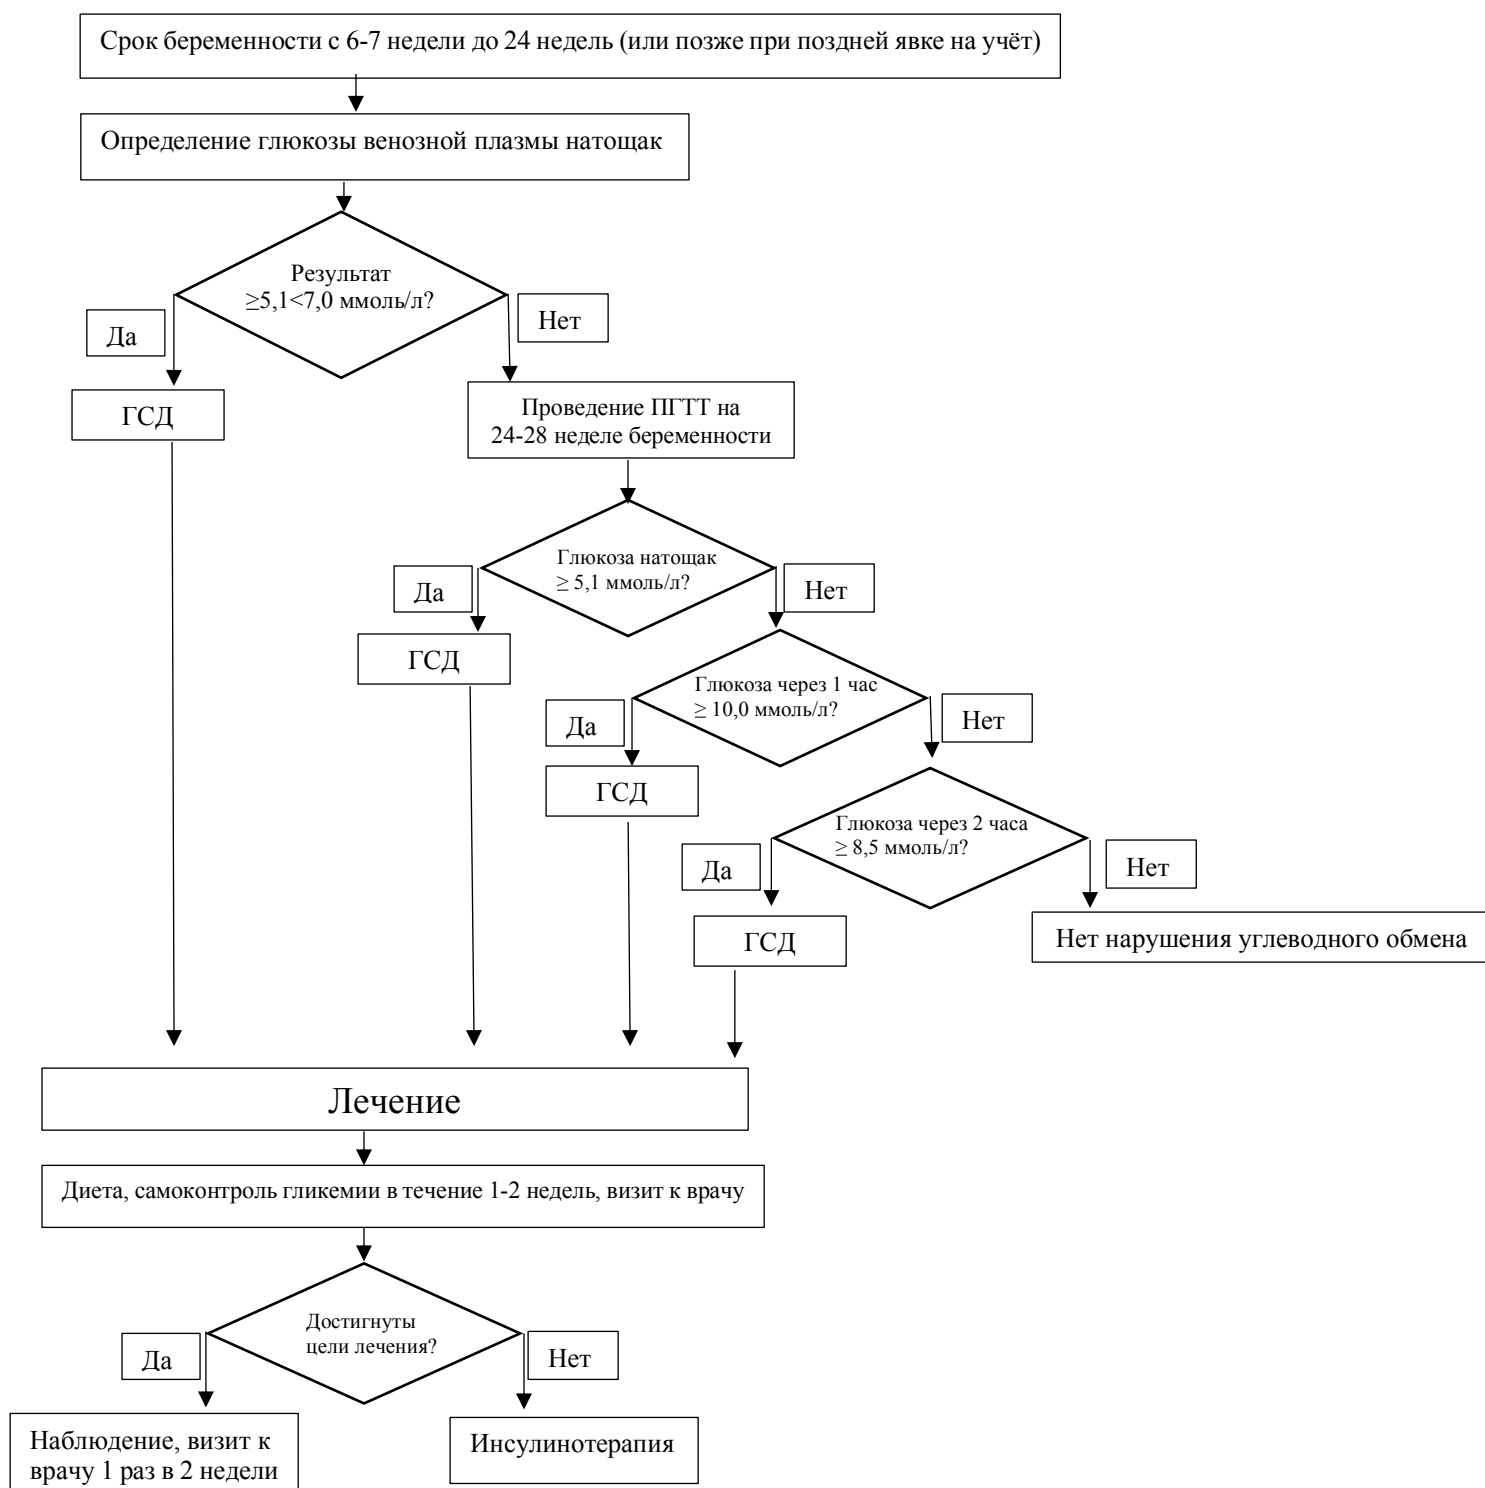 Срок беременности с 6-7 недели до 24 недель (или позже при поздней явке на учёт)
Определение глюкозы венозной плазмы натощак
Результат
≥5,1<7,0 ммоль/л?
Да
Нет
ГСД
Проведение ПГТТ на
24-28 неделе беременности
Глюкоза натощак
≥ 5,1 ммоль/л?
Да
Нет
ГСД
Глюкоза через 1 час
≥ 10,0 ммоль/л?
Да
Нет
ГСД
Глюкоза через 2 часа
≥ 8,5 ммоль/л?
Да
Нет
ГСД
Нет нарушения углеводного обмена
Лечение
Диета, самоконтроль гликемии в течение 1-2 недель, визит к врачу
Достигнуты
цели лечения?
Да
Нет
Наблюдение, визит к
врачу 1 раз в 2 недели
Инсулинотерапия